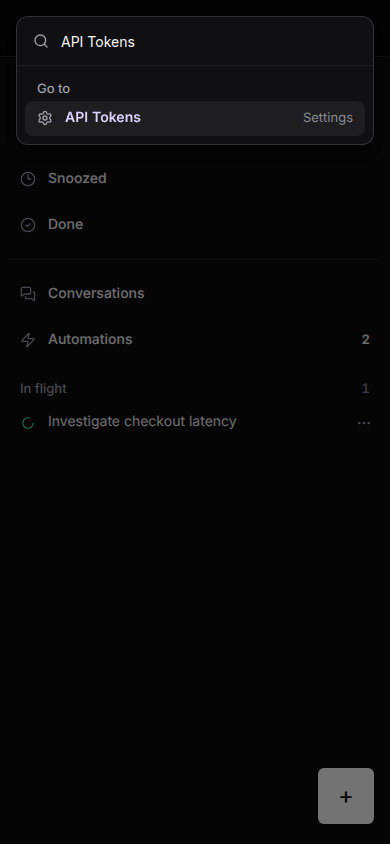 API Tokens
Go to
API Tokens Settings
Snoozed
Done
Conversations
Automations 2
In flight 1
Investigate checkout latency ...
+